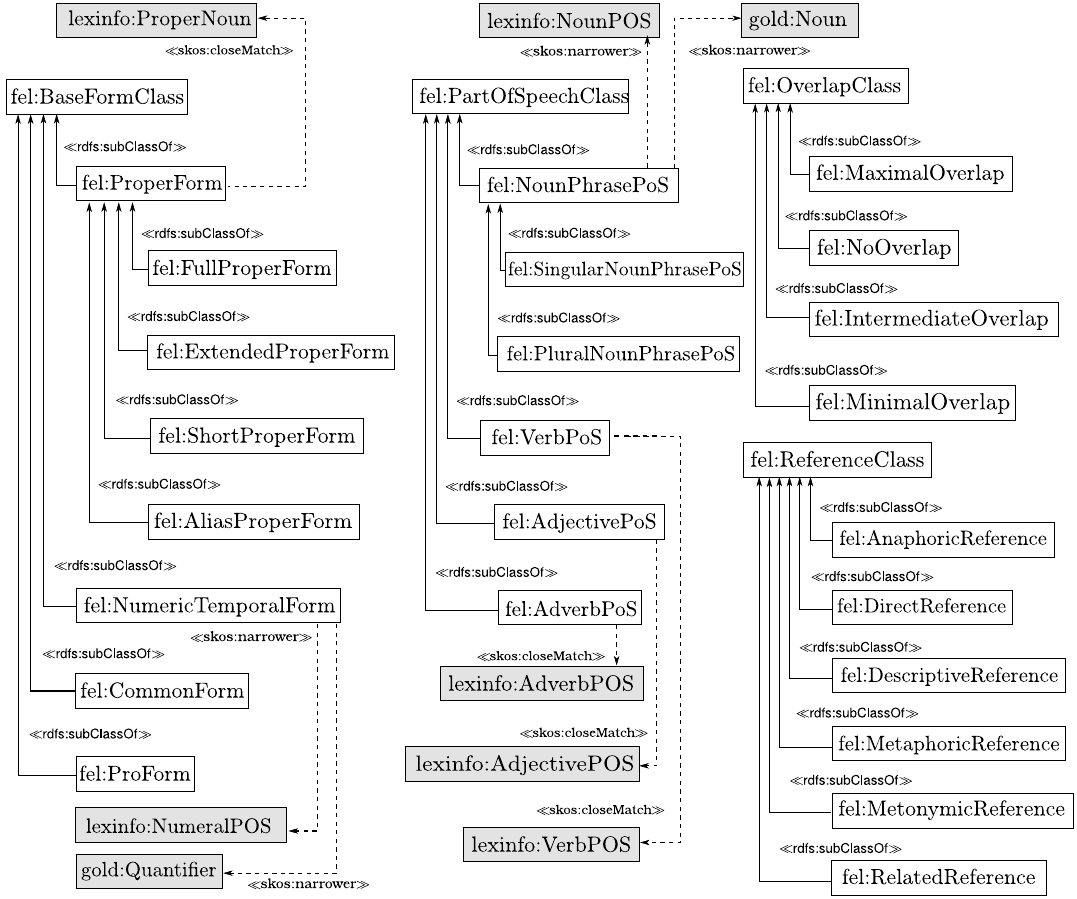 lexinfo:ProperNoun
≪skos:closeMatch≫
fel:BaseFormClass
≪rdfs:subClassOf≫
fel:ProperForm
≪rdfs:subClassOf≫
fel:FullProperForm
≪rdfs:subClassOf≫
fel:ExtendedProperForm
≪rdfs:subClassOf≫
fel:ShortProperForm
≪rdfs:subClassOf≫
fel:AliasProperForm
≪rdfs:subClassOf≫
fel:NumericTemporalForm
≪skos:narrower≫
≪rdfs:subClassOf≫
fel:CommonForm
≪rdfs:subClassOf≫
fel:ProForm
lexinfo:NumeralPOS
gold:Quantifier
≪skos:narrower≫
lexinfo:NounPOS
≪skos:narrower≫
fel:PartOfSpeechClass
≪rdfs:subClassOf≫
fel:NounPhrasePoS
≪rdfs:subClassOf≫
fel:SingularNounPhrasePoS
≪rdfs:subClassOf≫
fel:PluralNounPhrasePoS
≪rdfs:subClassOf≫
fel:VerbPoS
≪rdfs:subClassOf≫
fel:AdjectivePoS
≪rdfs:subClassOf≫
fel:AdverbPoS
≪skos:closeMatch≫
lexinfo:AdverbPOS
≪skos:closeMatch≫
lexinfo:AdjectivePOS
≪skos:closeMatch≫
lexinfo:VerbPOS
gold:Noun
≪skos:narrower≫
fel:OverlapClass
≪rdfs:subClassOf≫
fel:MaximalOverlap
≪rdfs:subClassOf≫
fel:NoOverlap
≪rdfs:subClassOf≫
fel:IntermediateOverlap
≪rdfs:subClassOf≫
fel:MinimalOverlap
fel:ReferenceClass
≪rdfs:subClassOf≫
fel:AnaphoricReference
≪rdfs:subClassOf≫
fel:DirectReference
≪rdfs:subClassOf≫
fel:DescriptiveReference
≪rdfs:subClassOf≫
fel:MetaphoricReference
≪rdfs:subClassOf≫
fel:MetonymicReference
≪rdfs:subClassOf≫
fel:RelatedReference